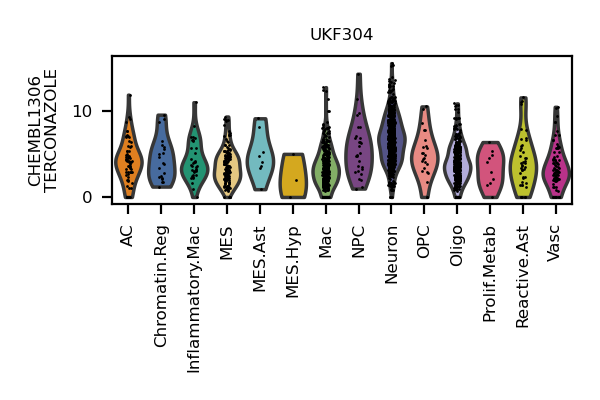 UKF304
CHEMBL1306
TERCONAZOLE
10
0
AC
Chromatin.Reg
Inflammatory.Mac
MES
MES.Ast
MES.Hyp
Mac
NPC
Neuron
OPC
Oligo
Prolif.Metab
Reactive.Ast
Vasc